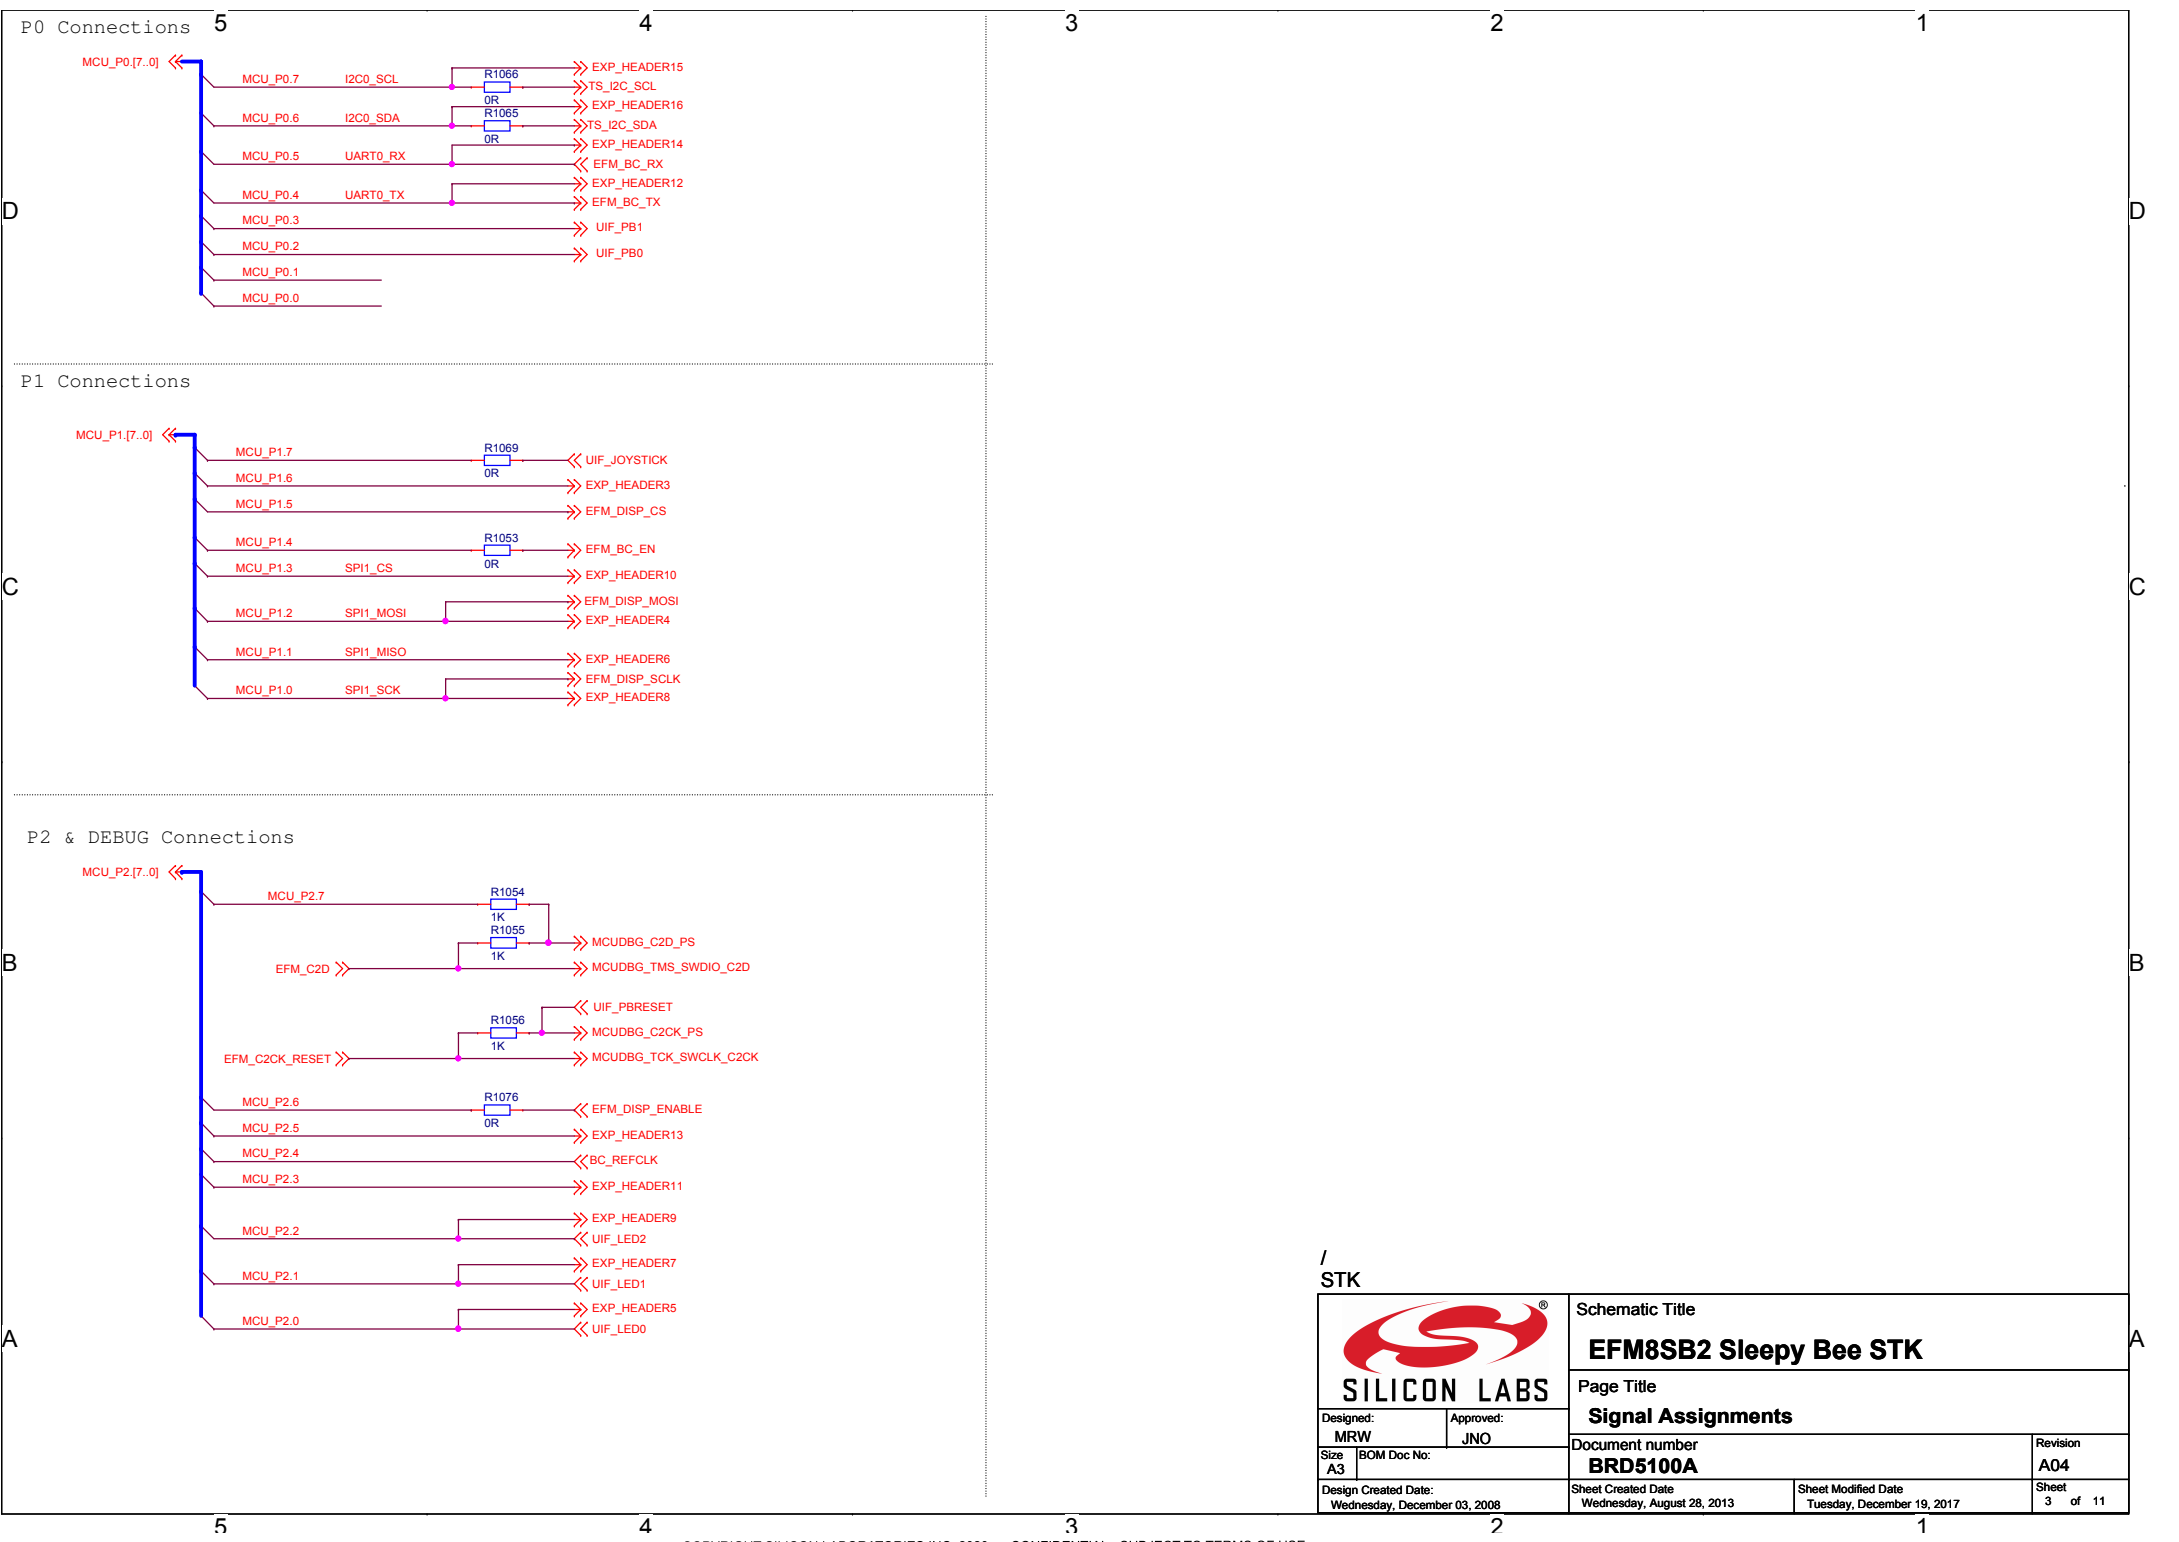 5 4 3 2 1
P0 Connections
MCU_P0.[7..0]
EXP_HEADER15
MCU_P0.7 I2C0_SCL R1066 0R TS_I2C_SCL
EXP_HEADER16
MCU_P0.6 I2C0_SDA R1065 0R TS_I2C_SDA
EXP_HEADER14
MCU_P0.5 UART0_RX EFM_BC_RX
EXP_HEADER12
MCU_P0.4 UART0_TX EFM_BC_TX
D D
MCU_P0.3 UIF_PB1
MCU_P0.2 UIF_PB0
MCU_P0.1
MCU_P0.0
P1 Connections
MCU_P1.[7..0]
MCU_P1.7 R1069 0R UIF_JOYSTICK
MCU_P1.6 EXP_HEADER3
MCU_P1.5 EFM_DISP_CS
MCU_P1.4 R1053 0R EFM_BC_EN
MCU_P1.3 SPI1_CS EXP_HEADER10
C C
EFM_DISP_MOSI
MCU_P1.2 SPI1_MOSI EXP_HEADER4
MCU_P1.1 SPI1_MISO EXP_HEADER6
EFM_DISP_SCLK
MCU_P1.0 SPI1_SCK EXP_HEADER8
P2 & DEBUG Connections
MCU_P2.[7..0]
MCU_P2.7 R1054 1K
R1055 1K MCUDBG_C2D_PS
B B
EFM_C2D MCUDBG_TMS_SWDIO_C2D
UIF_PBRESET
R1056 1K MCUDBG_C2CK_PS
EFM_C2CK_RESET MCUDBG_TCK_SWCLK_C2CK
MCU_P2.6 R1076 0R EFM_DISP_ENABLE
MCU_P2.5 EXP_HEADER13
MCU_P2.4 BC_REFCLK
MCU_P2.3 EXP_HEADER11
EXP_HEADER9
MCU_P2.2 UIF_LED2
EXP_HEADER7
MCU_P2.1 UIF_LED1
EXP_HEADER5
MCU_P2.0 UIF_LED0
A A
/
STK
SILICON LABS ®
Schematic Title
EFM8SB2 Sleepy Bee STK
Page Title
Signal Assignments
Designed: MRW
Approved: JNO
Size A3
BOM Doc No:
Document number
BRD5100A
Revision
A04
Design Created Date:
Wednesday, December 03, 2008
Sheet Created Date
Wednesday, August 28, 2013
Sheet Modified Date
Tuesday, December 19, 2017
Sheet
3 of 11
5 4 3 2 1